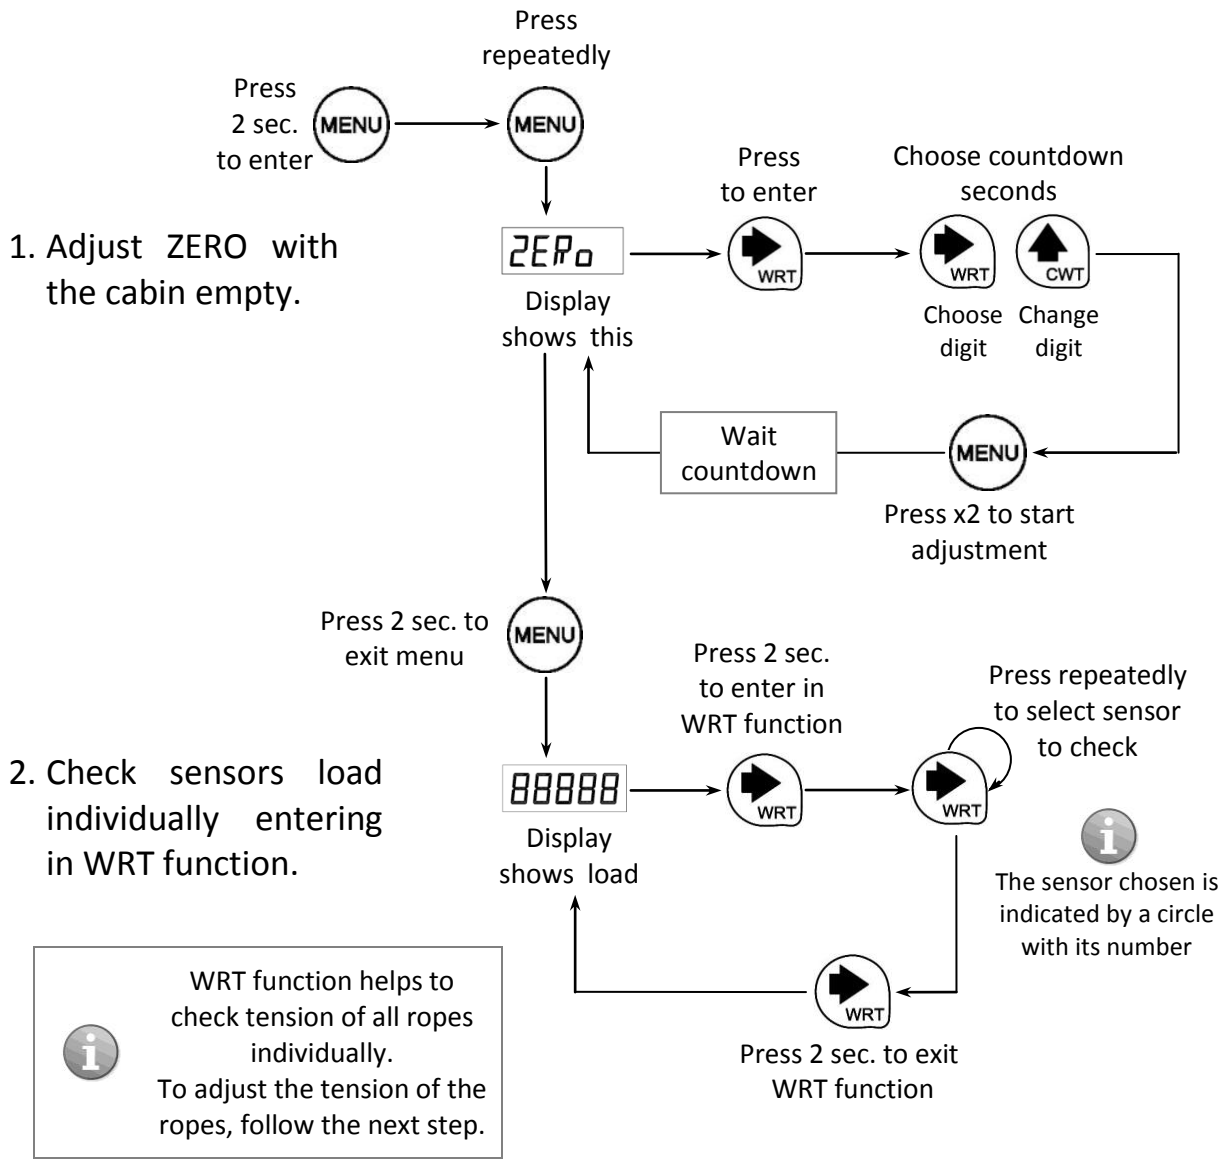 Press
repeatedly
Press
2 sec.
to enter
MENU
MENU
Press
to enter
Choose countdown
seconds
1. Adjust ZERO with
the cabin empty.
ZERo
WRT
WRT
CWT
Display
shows this
Choose
digit
Change
digit
Wait
countdown
MENU
Press x2 to start
adjustment
Press 2 sec. to
exit menu
MENU
Press 2 sec.
to enter in
WRT function
Press repeatedly
to select sensor
to check
2. Check sensors load
individually entering
in WRT function.
88888
WRT
WRT
Display
shows load
i
The sensor chosen is
indicated by a circle
with its number
i
WRT function helps to
check tension of all ropes
individually.
To adjust the tension of the
ropes, follow the next step.
WRT
Press 2 sec. to exit
WRT function